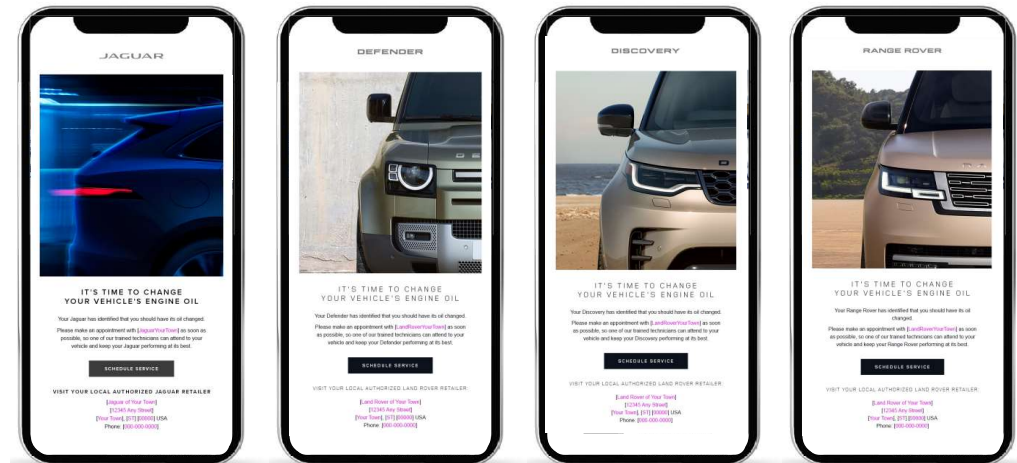 JAGUAR
IT'S TIME TO CHANGE
YOUR VEHICLE'S ENGINE OIL
Your Jaguar has identified that you should have its oil changed.
Please make an appointment with [JaguarYourTown] as soon as
possible, so one of our trained technicians can attend to your
vehicle and keep your Jaguar performing at its best.
SCHEDULE SERVICE
VISIT YOUR LOCAL AUTHORIZED JAGUAR RETAILER
[Jaguar of Your Town]
[12345 Any Street]
[Your Town], [ST] [00000] USA
Phone: [000-000-0000]
DEFENDER
IT'S TIME TO CHANGE
YOUR VEHICLE'S ENGINE OIL
Your Defender has identified that you should have its oil changed.
Please make an appointment with [LandRoverYourTown] as soon
as possible, so one of our trained technicians can attend to your
vehicle and keep your Defender performing at its best.
SCHEDULE SERVICE
VISIT YOUR LOCAL AUTHORIZED LAND ROVER RETAILER:
[Land Rover of Your Town]
[12345 Any Street]
[Your Town], [ST] [00000] USA
Phone: [000-000-0000]
DISCOVERY
IT'S TIME TO CHANGE
YOUR VEHICLE'S ENGINE OIL
Your Discovery has identified that you should have its oil changed.
Please make an appointment with [LandRoverYourTown] as soon
as possible, so one of our trained technicians can attend to your
vehicle and keep your Discovery performing at its best.
SCHEDULE SERVICE
VISIT YOUR LOCAL AUTHORIZED LAND ROVER RETAILER:
[Land Rover of Your Town]
[12345 Any Street]
[Your Town], [ST] [00000] USA
Phone: [000-000-0000]
RANGE ROVER
IT'S TIME TO CHANGE
YOUR VEHICLE'S ENGINE OIL
Your Range Rover has identified that you should have its oil
changed.
Please make an appointment with [LandRoverYourTown] as soon
as possible, so one of our trained technicians can attend to your
vehicle and keep your Range Rover performing at its best.
SCHEDULE SERVICE
VISIT YOUR LOCAL AUTHORIZED LAND ROVER RETAILER:
[Land Rover of Your Town]
[12345 Any Street]
[Your Town], [ST] [00000] USA
Phone: [000-000-0000]